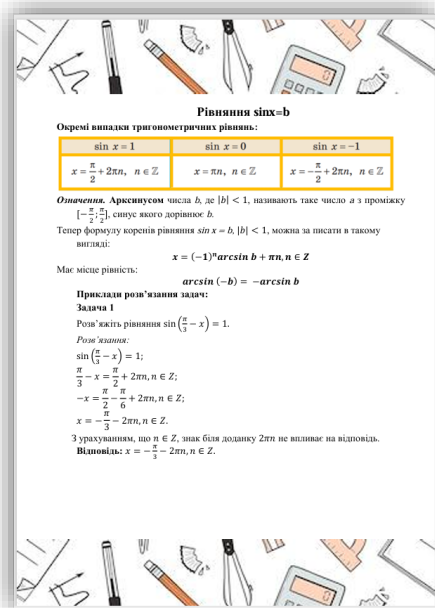 Рівняння sinx=b
Окремі випадки тригонометричних рівнянь:
sin x = 1 sin x = 0 sin x = −1
x = π/2 + 2πn, n ∈ ℤ x = πn, n ∈ ℤ x = −π/2 + 2πn, n ∈ ℤ
Означення. Арксинусом числа b, де |b| < 1, називають таке число a з проміжку
[−π/2; π/2], синус якого дорівнює b.
Тепер формулу коренів рівняння sin x = b, |b| < 1, можна за писати в такому
вигляді:
x = (−1)ⁿarcsin b + πn, n ∈ Z
Має місце рівність:
arcsin (−b) = −arcsin b
Приклади розв’язання задач:
Задача 1
Розв’яжіть рівняння sin (π/3 − x) = 1.
Розв’язання:
sin (π/3 − x) = 1;
π/3 − x = π/2 + 2πn, n ∈ Z;
−x = π/2 − π/6 + 2πn, n ∈ Z;
x = −π/3 − 2πn, n ∈ Z.
З урахуванням, що n ∈ Z, знак біля доданку 2πn не впливає на відповідь.
Відповідь: x = −π/3 − 2πn, n ∈ Z.